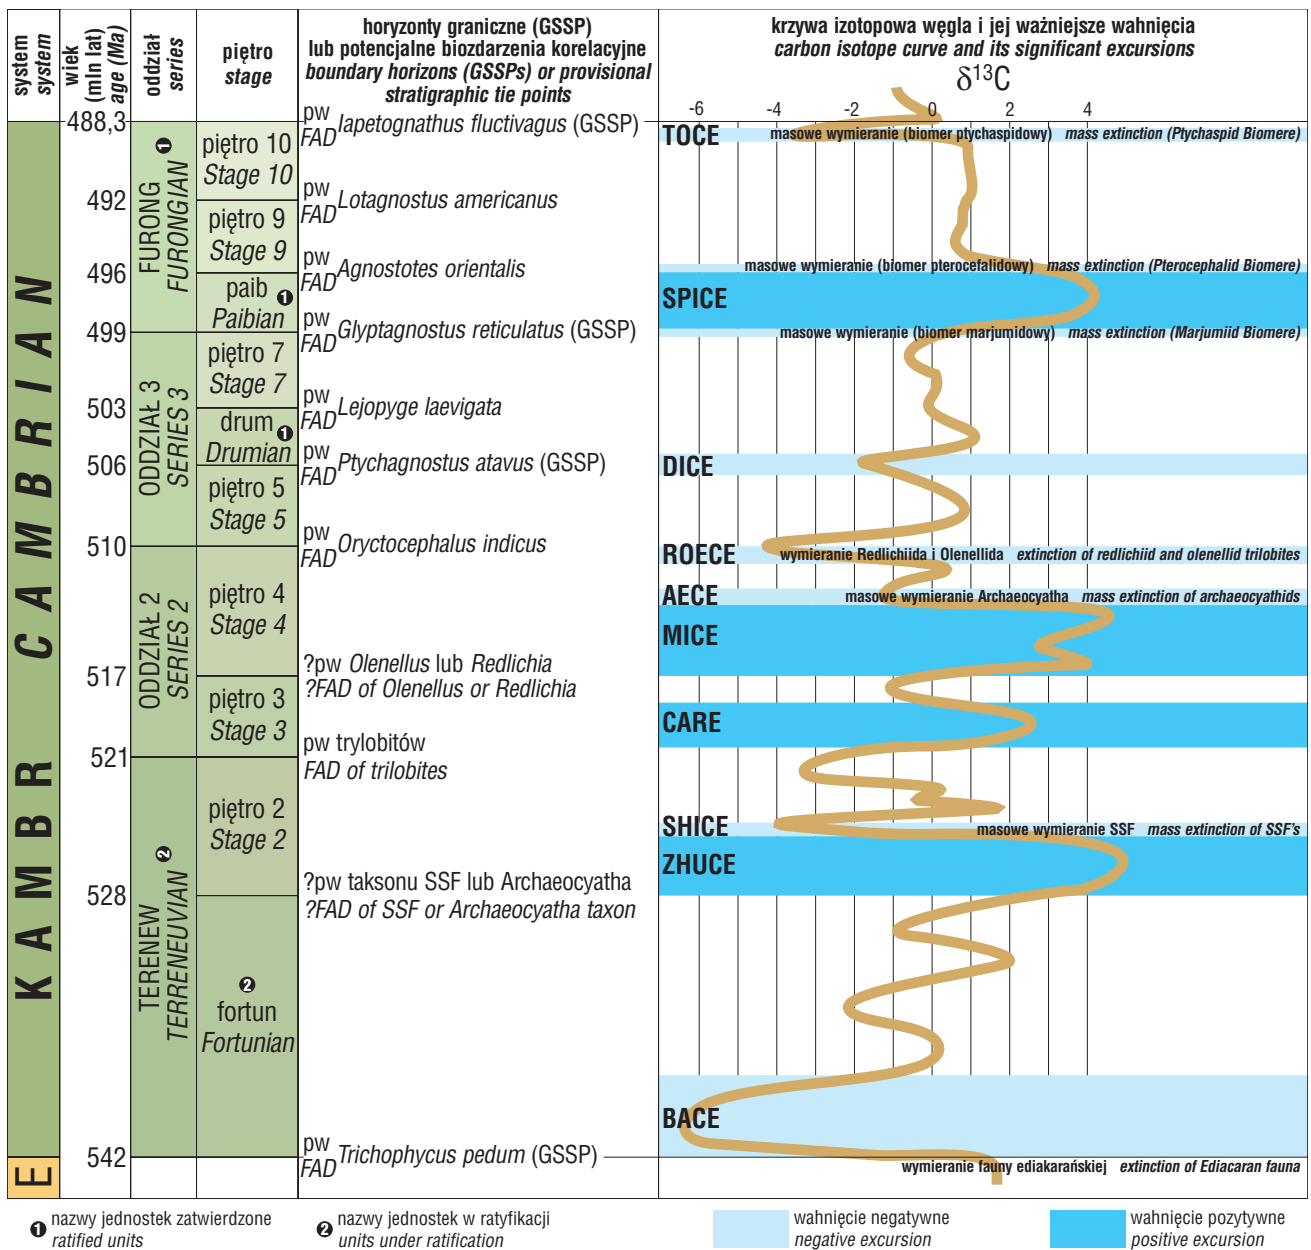 system
system
wiek
(mln lat)
age (Ma)
oddział
series
piętro
stage
horyzonty graniczne (GSSP)
lub potencjalne biozdarzenia korelacyjne
boundary horizons (GSSPs) or provisional
stratigraphic tie points
krzywa izotopowa węgla i jej ważniejsze wahnięcia
carbon isotope curve and its significant excursions
δ13C
-6 -4 -2 0 2 4
KAMBR CAMBRIAN
E
488,3
492
496
499
503
506
510
517
521
528
542
FURONG
FURONGIAN 1
ODDZIAŁ 3
SERIES 3
ODDZIAŁ 2
SERIES 2
TERENEW
TERRENEUVIAN 2
piętro 10
Stage 10
piętro 9
Stage 9
paib 1
Paibian
piętro 7
Stage 7
drum 1
Drumian
piętro 5
Stage 5
piętro 4
Stage 4
piętro 3
Stage 3
piętro 2
Stage 2
2
fortun
Fortunian
pw
FAD Iapetognathus fluctivagus (GSSP)
pw
FAD Lotagnostus americanus
pw
FAD Agnostotes orientalis
pw
FAD Glyptagnostus reticulatus (GSSP)
pw
FAD Lejopyge laevigata
pw
FAD Ptychagnostus atavus (GSSP)
pw
FAD Oryctocephalus indicus
?pw Olenellus lub Redlichia
?FAD of Olenellus or Redlichia
pw trylobitów
FAD of trilobites
?pw taksonu SSF lub Archaeocyatha
?FAD of SSF or Archaeocyatha taxon
pw
FAD Trichophycus pedum (GSSP)
TOCE masowe wymieranie (biomer ptychaspidowy) mass extinction (Ptychaspid Biomere)
masowe wymieranie (biomer pterocefalidowy) mass extinction (Pterocephalid Biomere)
SPICE
masowe wymieranie (biomer marjumidowy) mass extinction (Marjumiid Biomere)
DICE
ROECE wymieranie Redlichiida i Olenellida extinction of redlichiid and olenellid trilobites
AECE masowe wymieranie Archaeocyatha mass extinction of archaeocyathids
MICE
CARE
SHICE masowe wymieranie SSF mass extinction of SSF's
ZHUCE
BACE
wymieranie fauny ediakarańskiej extinction of Ediacaran fauna
1 nazwy jednostek zatwierdzone
ratified units
2 nazwy jednostek w ratyfikacji
units under ratification
wahnięcie negatywne
negative excursion
wahnięcie pozytywne
positive excursion